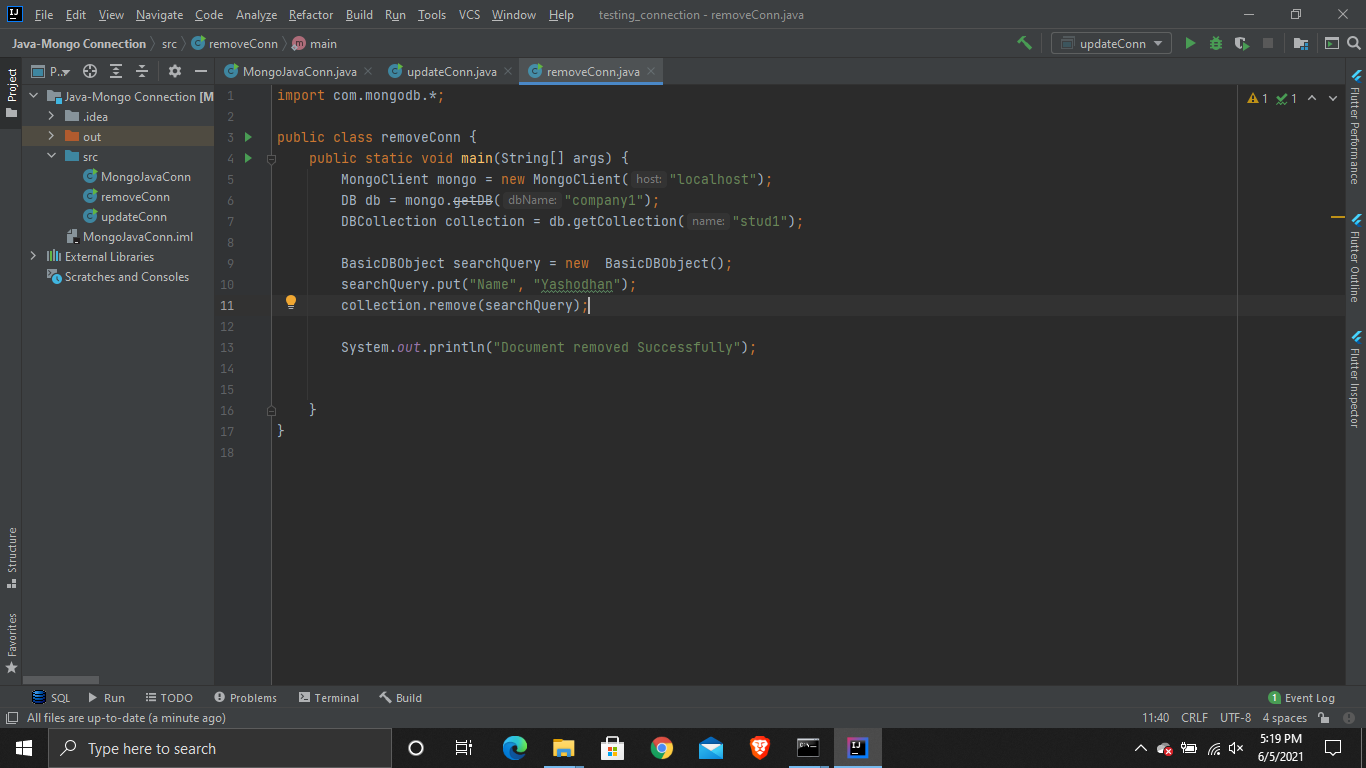 File Edit View Navigate Code Analyze Refactor Build Run Tools VCS Window Help testing_connection - removeConn.java
Java-Mongo Connection src removeConn main updateConn
P.. MongoJavaConn.java updateConn.java removeConn.java
Project
Java-Mongo Connection [M
.idea
out
src
MongoJavaConn
removeConn
updateConn
MongoJavaConn.iml
External Libraries
Scratches and Consoles
1 import com.mongodb.*;
2
3 public class removeConn {
4 public static void main(String[] args) {
5 MongoClient mongo = new MongoClient( host: "localhost");
6 DB db = mongo.getDB( dbName: "company1");
7 DBCollection collection = db.getCollection( name: "stud1");
8
9 BasicDBObject searchQuery = new  BasicDBObject();
10 searchQuery.put("Name", "Yashodhan");
11 collection.remove(searchQuery);
12
13 System.out.println("Document removed Successfully");
14
15
16 }
17 }
18
1 1
Flutter Performance
Flutter Outline
Flutter Inspector
Structure
Favorites
SQL Run TODO Problems Terminal Build 1 Event Log
All files are up-to-date (a minute ago) 11:40 CRLF UTF-8 4 spaces
Type here to search
5:19 PM
6/5/2021